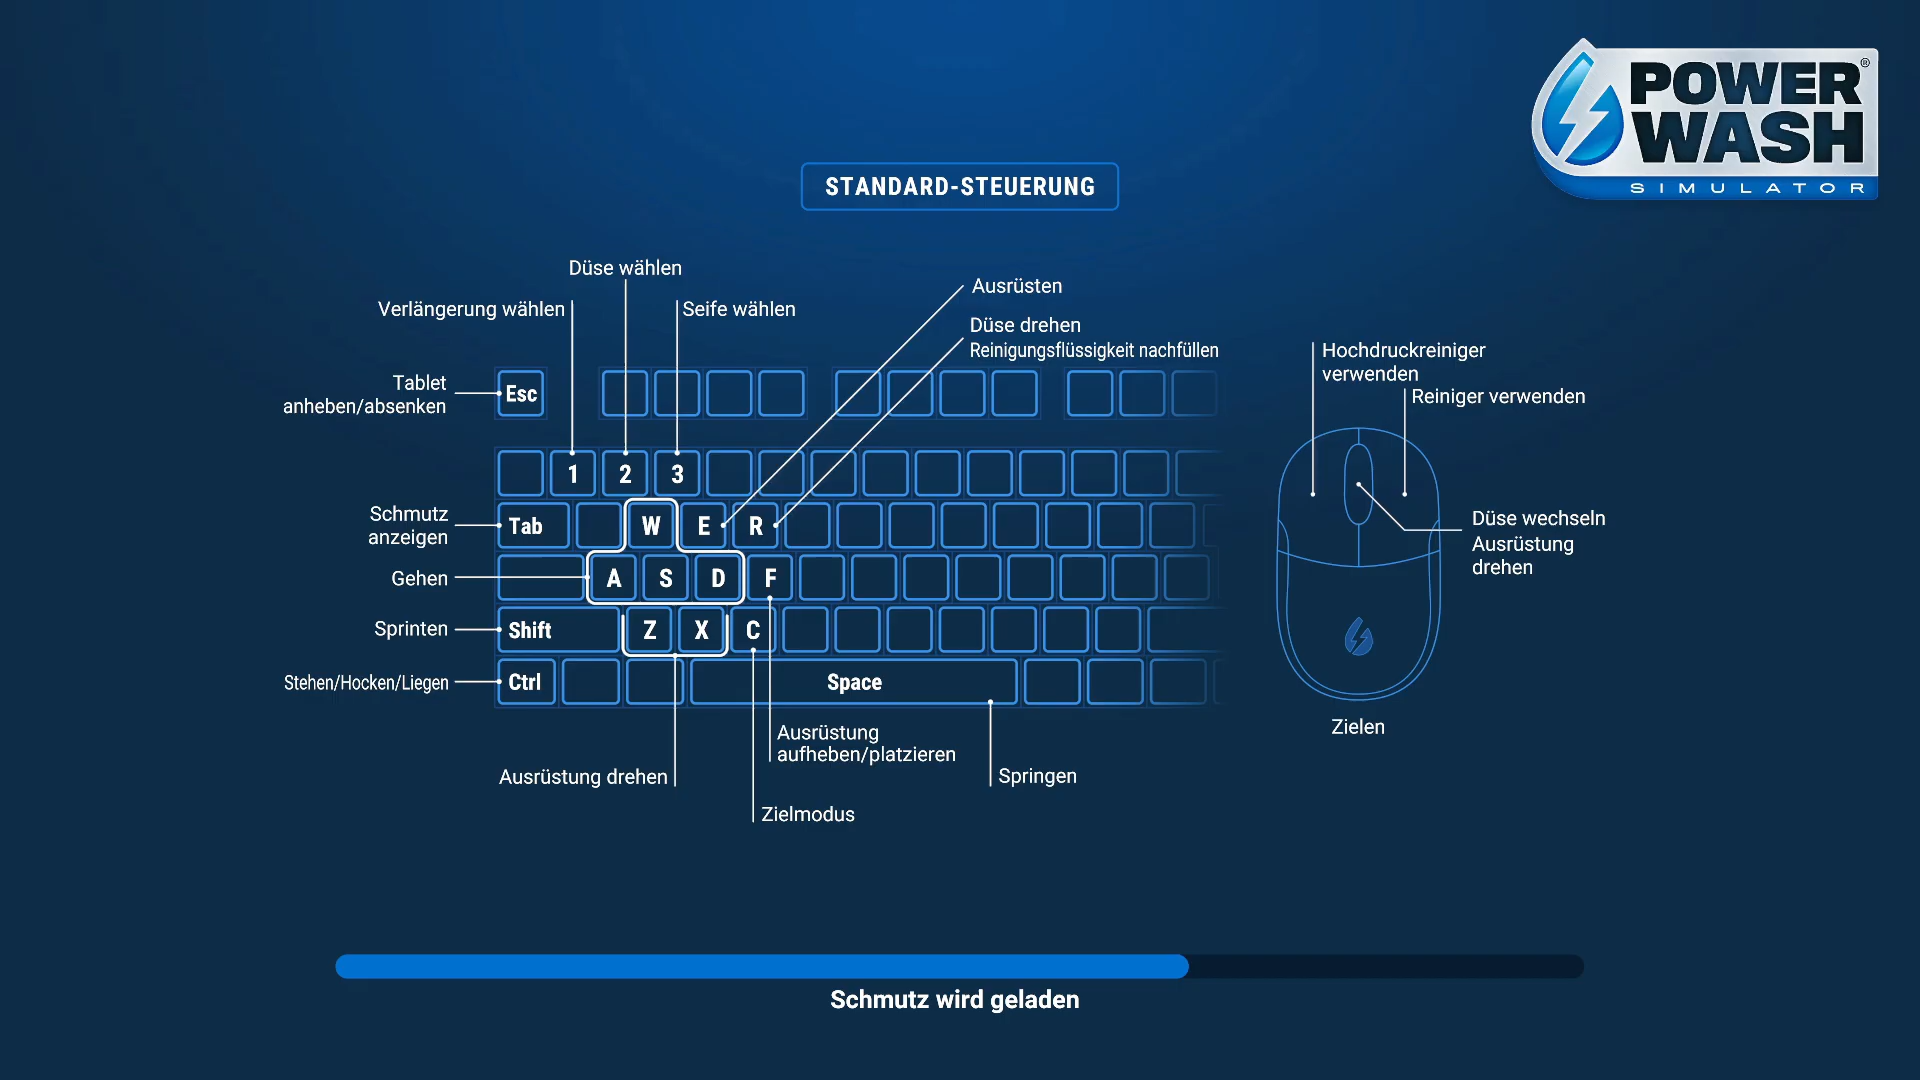 POWER®
WASH
SIMULATOR
STANDARD-STEUERUNG
Düse wählen
Verlängerung wählen
Seife wählen
Ausrüsten
Düse drehen
Reinigungsflüssigkeit nachfüllen
Tablet
anheben/absenken
Esc
1 2 3
Schmutz
anzeigen
Tab W E R
Gehen
A S D F
Sprinten
Shift Z X C
Stehen/Hocken/Liegen
Ctrl Space
Ausrüstung
aufheben/platzieren
Ausrüstung drehen
Springen
Zielmodus
Hochdruckreiniger
verwenden
Reiniger verwenden
Düse wechseln
Ausrüstung
drehen
Zielen
Schmutz wird geladen